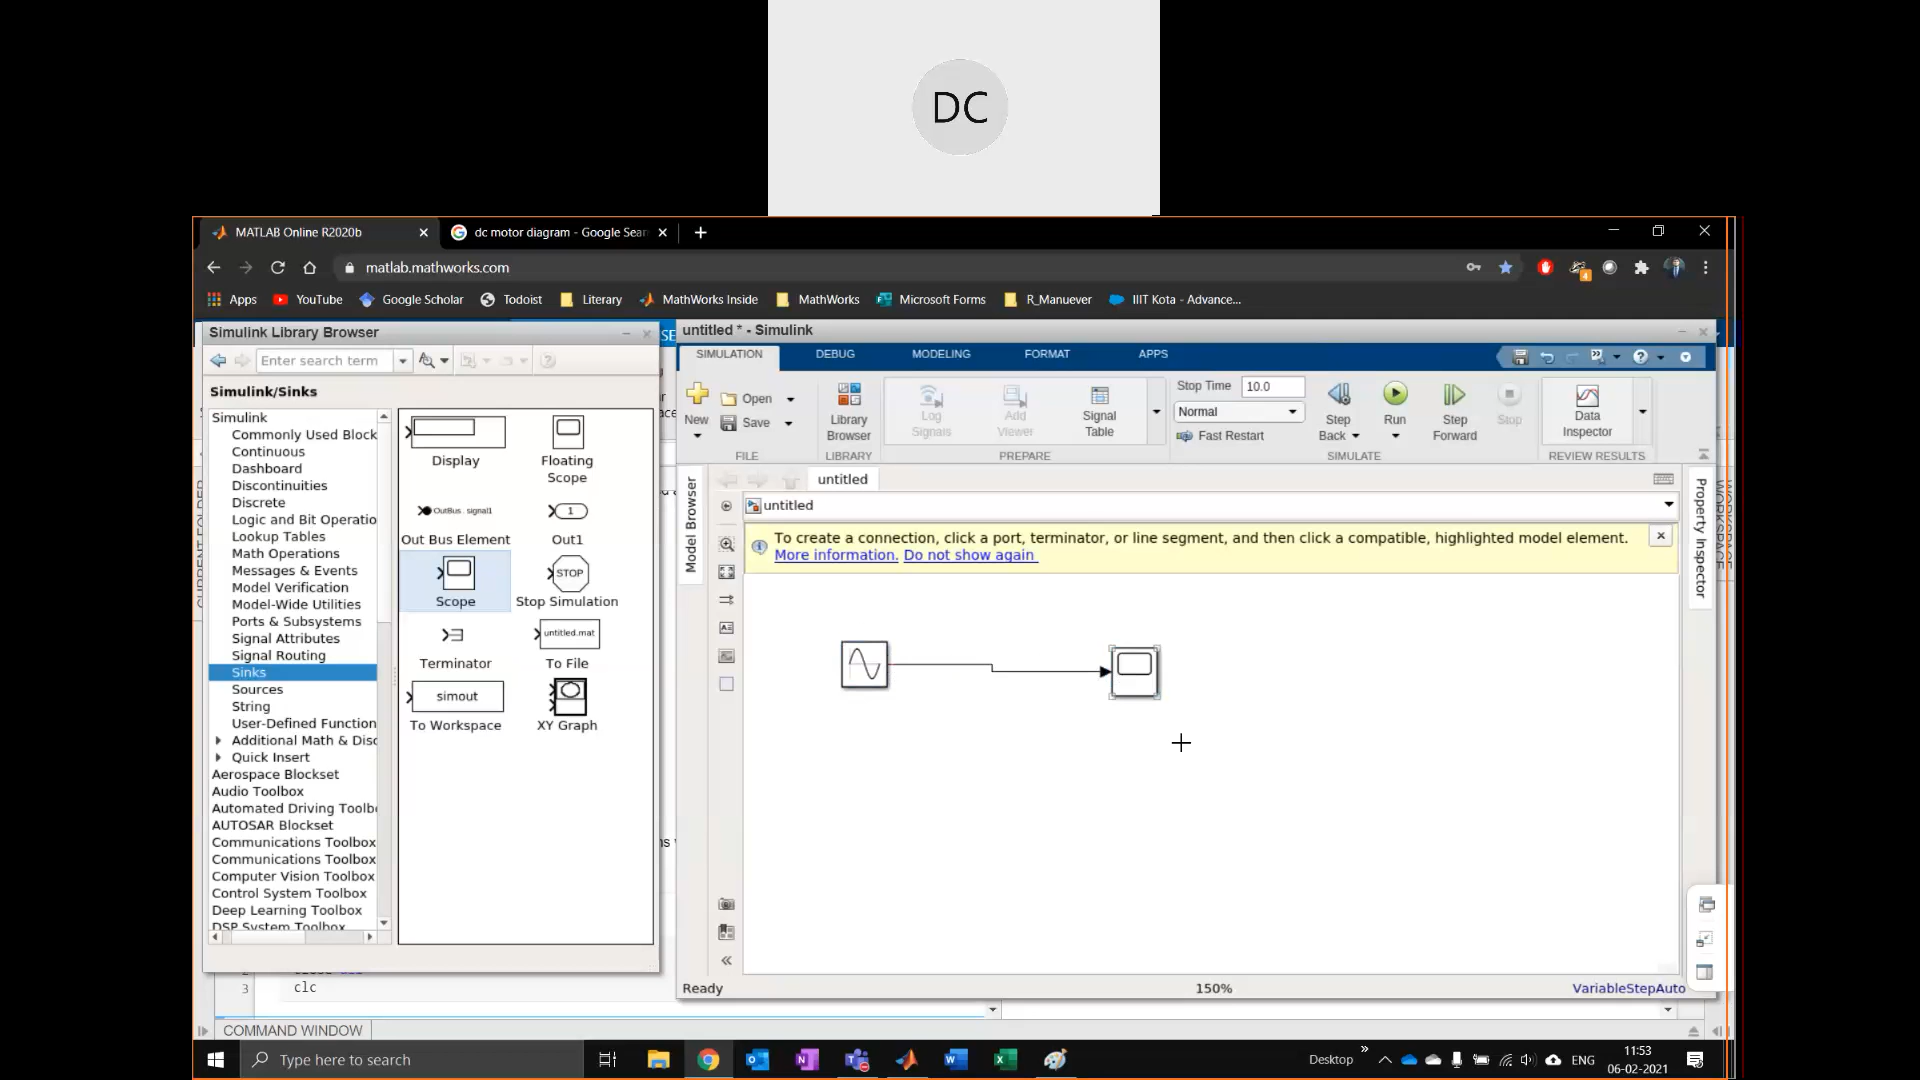 DC
MATLAB Online R2020b
dc motor diagram - Google Sear
matlab.mathworks.com
4
Apps
YouTube
Google Scholar
Todoist
Literary
MathWorks Inside
MathWorks
Microsoft Forms
R_Manuever
IIIT Kota - Advance...
Simulink Library Browser
Enter search term
Simulink/Sinks
Simulink
Commonly Used Block
Continuous
Dashboard
Discontinuities
Discrete
Logic and Bit Operatio
Lookup Tables
Math Operations
Messages & Events
Model Verification
Model-Wide Utilities
Ports & Subsystems
Signal Attributes
Signal Routing
Sinks
Sources
String
User-Defined Function
Additional Math & Disc
Quick Insert
Aerospace Blockset
Audio Toolbox
Automated Driving Toolb
AUTOSAR Blockset
Communications Toolbox
Communications Toolbox
Computer Vision Toolbox
Control System Toolbox
Deep Learning Toolbox
DSP System Toolbox
Display
Floating
Scope
OutBus . signal1
Out Bus Element
1
Out1
Scope
STOP
Stop Simulation
Terminator
untitled.mat
To File
simout
To Workspace
XY Graph
untitled * - Simulink
SIMULATION
DEBUG
MODELING
FORMAT
APPS
New
Open
Save
FILE
Library
Browser
LIBRARY
Log
Signals
Add
Viewer
Signal
Table
PREPARE
Stop Time
10.0
Normal
Fast Restart
Step
Back
Run
Step
Forward
Stop
SIMULATE
Data
Inspector
REVIEW RESULTS
untitled
untitled
Model Browser
Property Inspector
To create a connection, click a port, terminator, or line segment, and then click a compatible, highlighted model element.
More information. Do not show again.
Ready
150%
VariableStepAuto
3
clc
COMMAND WINDOW
Type here to search
Desktop
ENG
11:53
06-02-2021